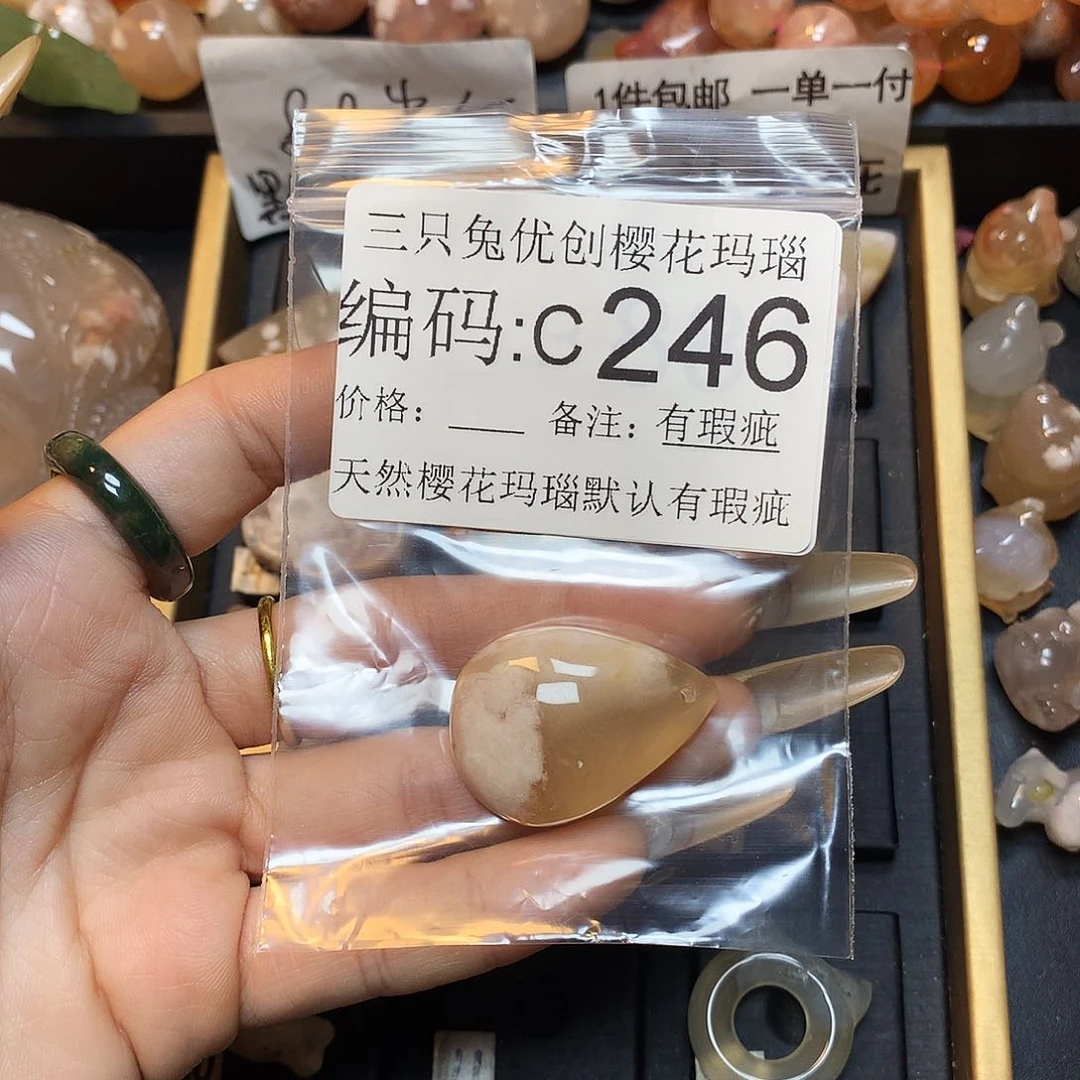 1件包邮 一单一付
三只兔优创樱花玛瑙
编码:C246
价格：___ 备注：有瑕疵
天然樱花玛瑙默认有瑕疵